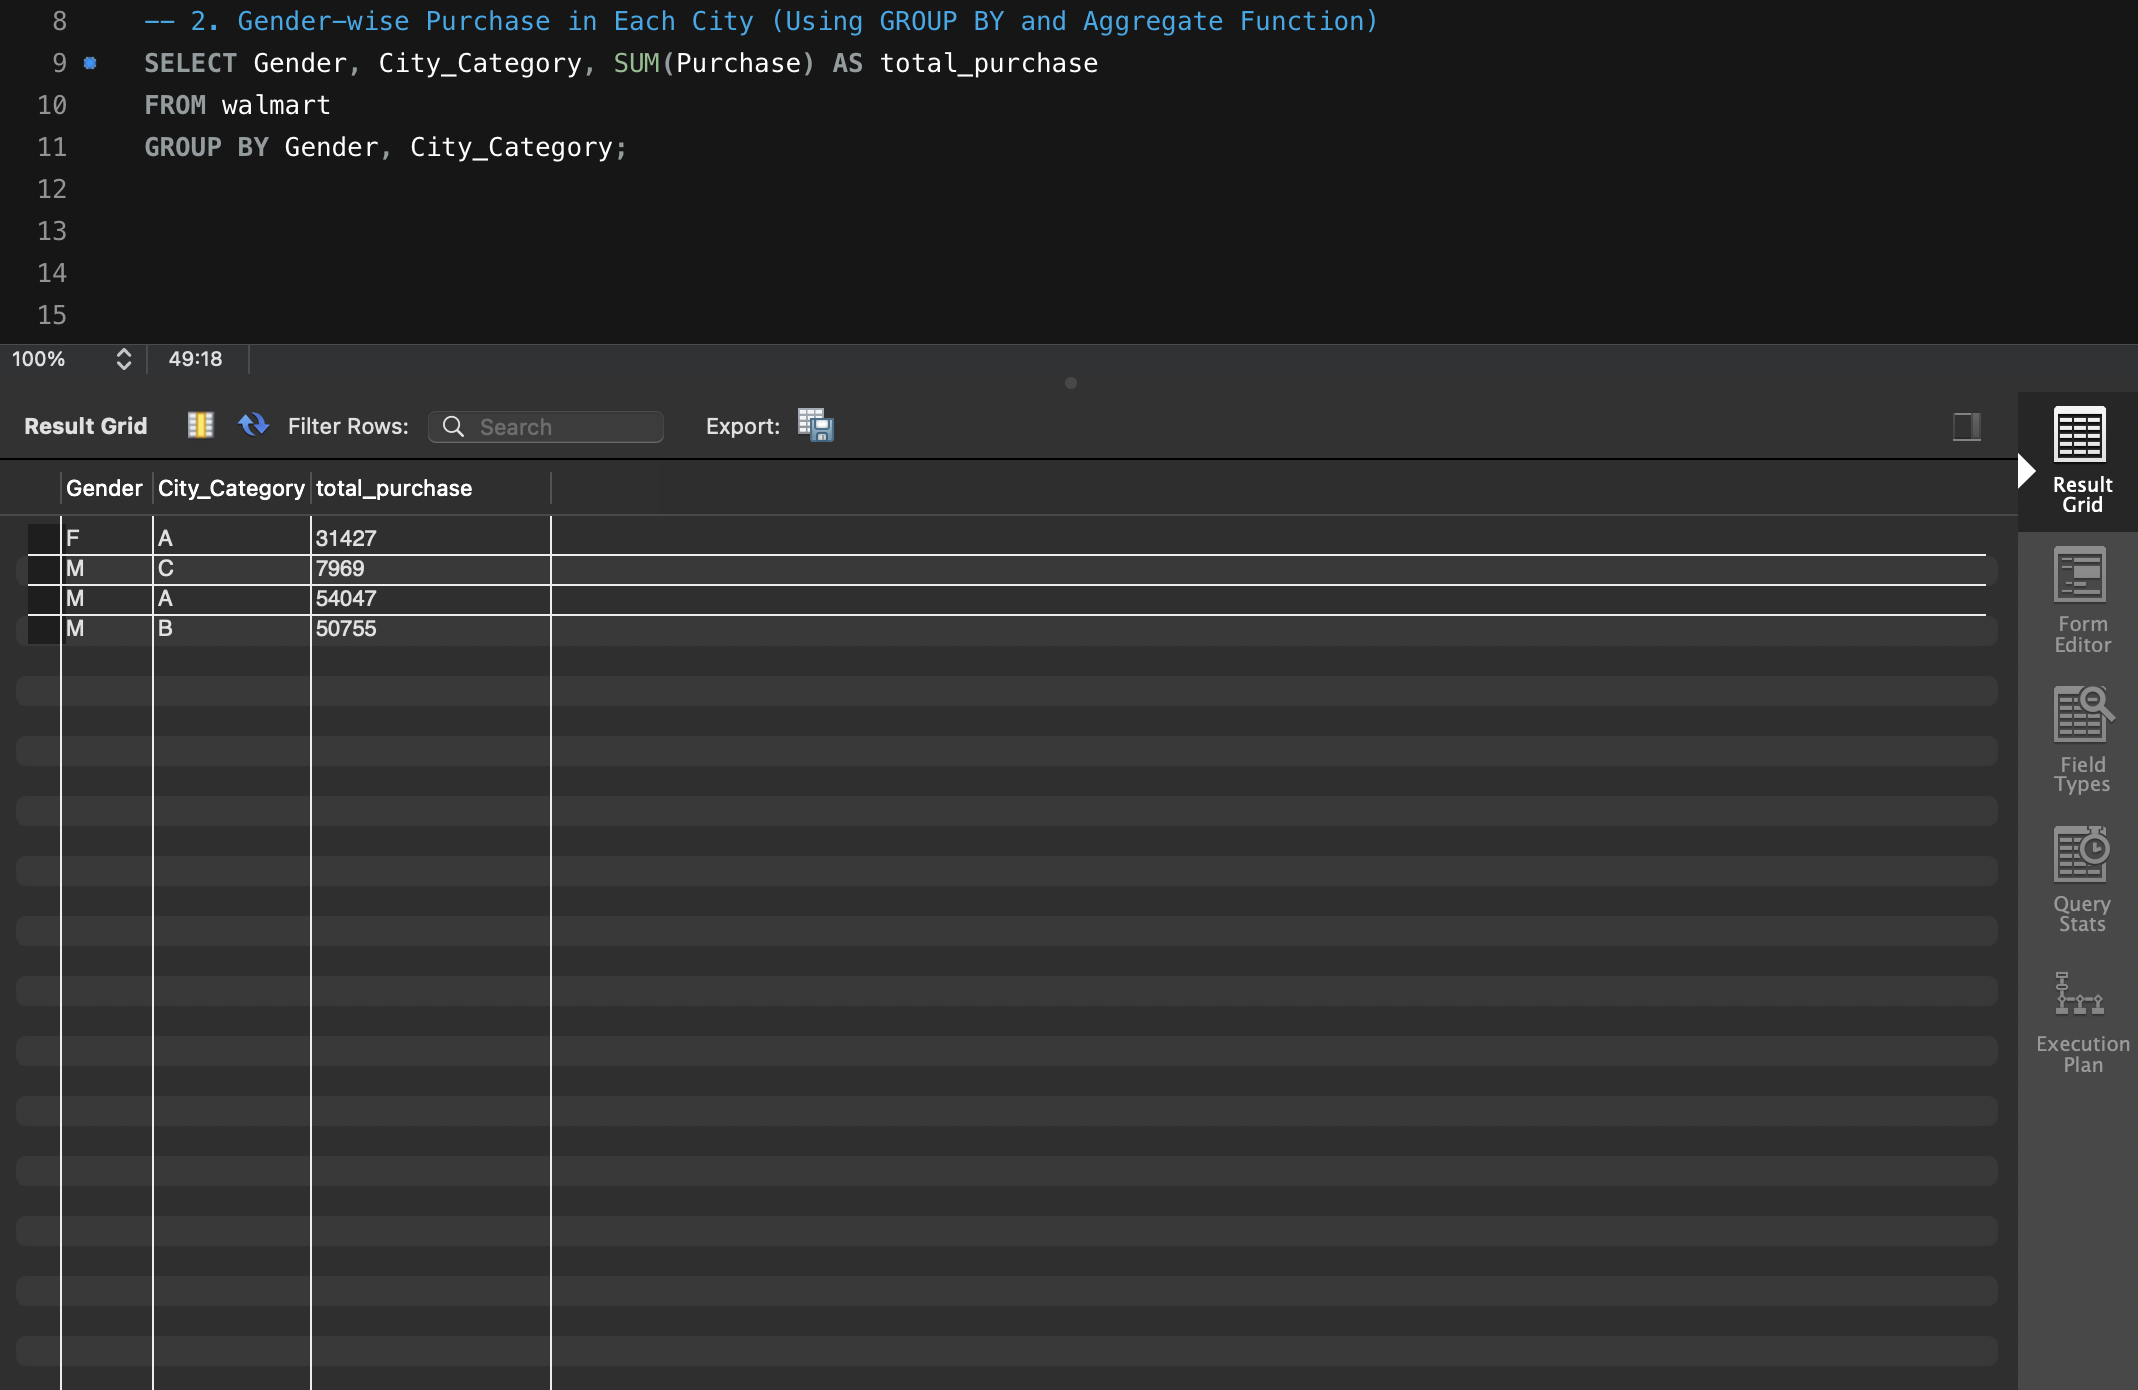 8 -- 2. Gender-wise Purchase in Each City (Using GROUP BY and Aggregate Function)
9 SELECT Gender, City_Category, SUM(Purchase) AS total_purchase
10 FROM walmart
11 GROUP BY Gender, City_Category;
12
13
14
15
100% 49:18
Result Grid Filter Rows: Search Export:
Gender City_Category total_purchase
F A 31427
M C 7969
M A 54047
M B 50755
Result
Grid
Form
Editor
Field
Types
Query
Stats
Execution
Plan